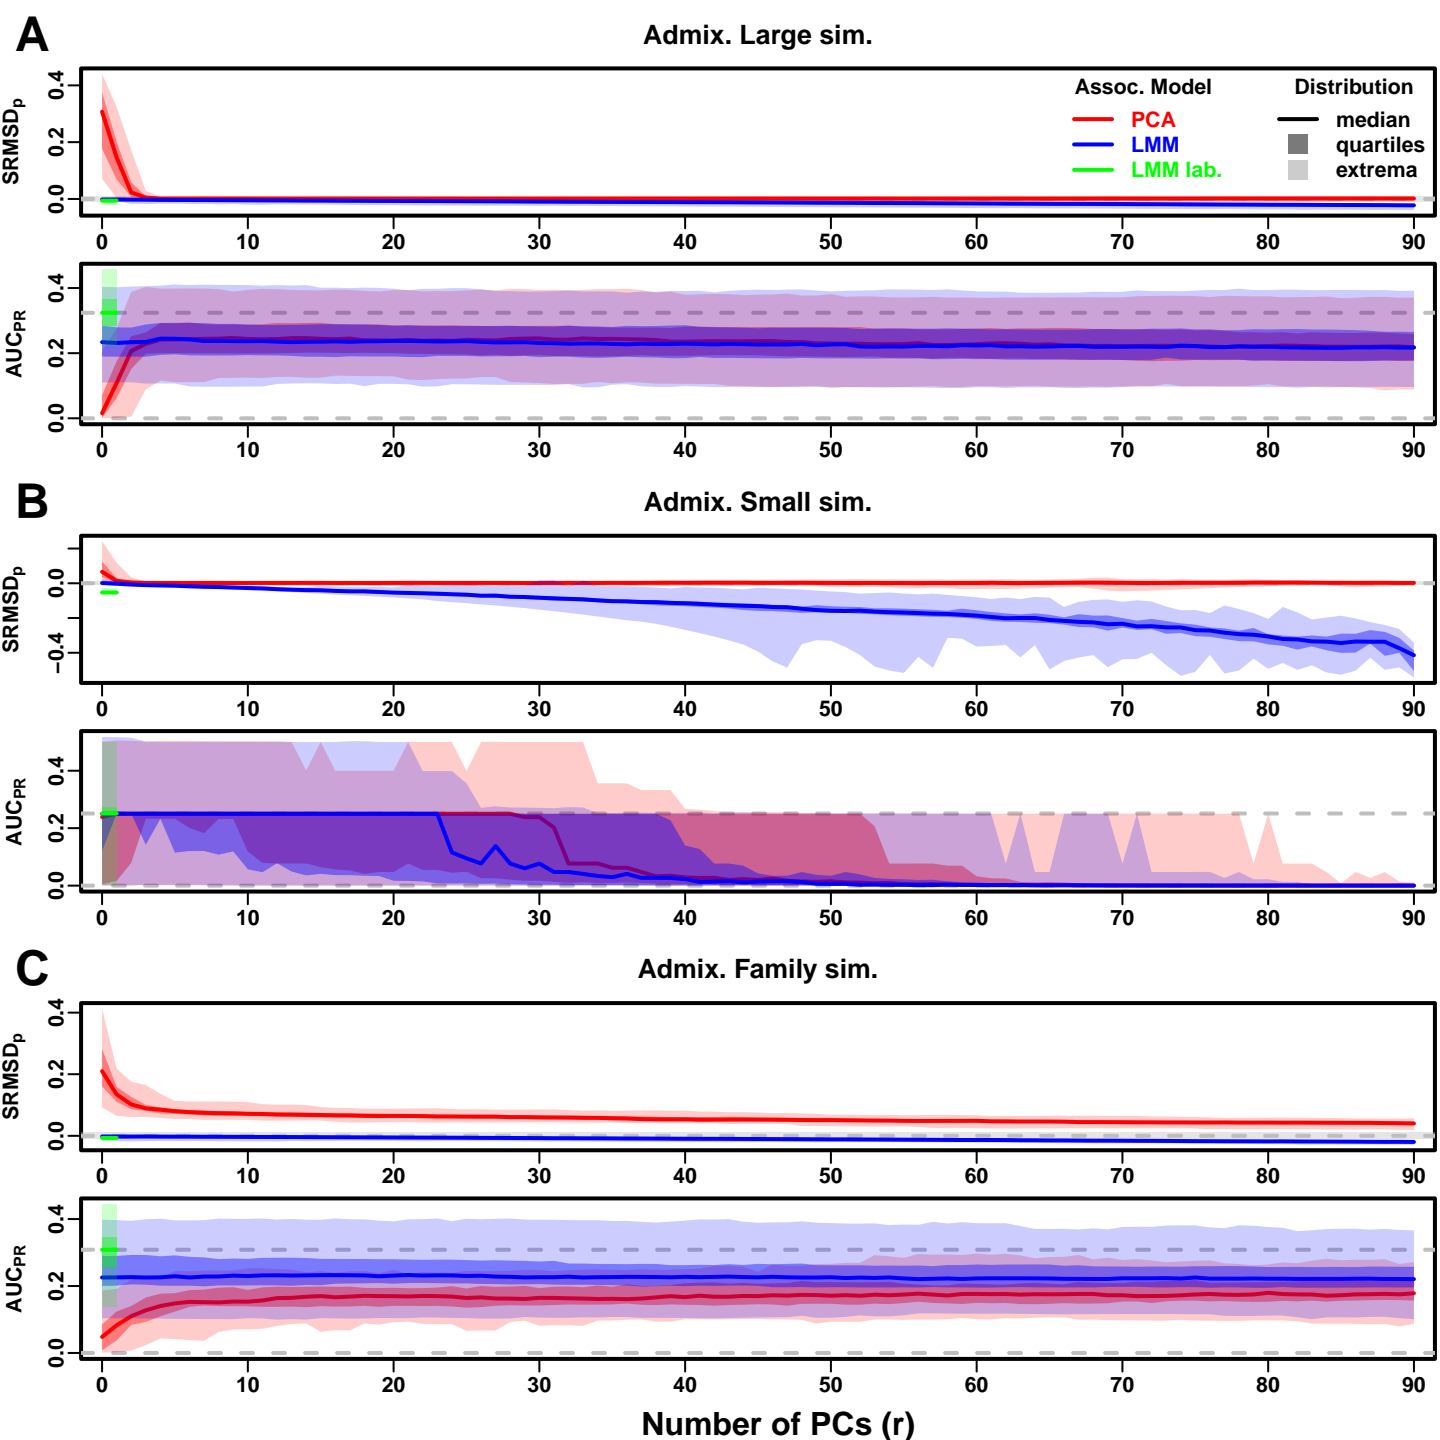 A
Admix. Large sim.
SRMSDp
0.0 0.2 0.4
Assoc. Model
PCA
LMM
LMM lab.
Distribution
median
quartiles
extrema
0 10 20 30 40 50 60 70 80 90
AUCPR
0.0 0.2 0.4
0 10 20 30 40 50 60 70 80 90
B
Admix. Small sim.
SRMSDp
−0.4 0.0
0 10 20 30 40 50 60 70 80 90
AUCPR
0.0 0.2 0.4
0 10 20 30 40 50 60 70 80 90
C
Admix. Family sim.
SRMSDp
0.0 0.2 0.4
0 10 20 30 40 50 60 70 80 90
AUCPR
0.0 0.2 0.4
0 10 20 30 40 50 60 70 80 90
Number of PCs (r)